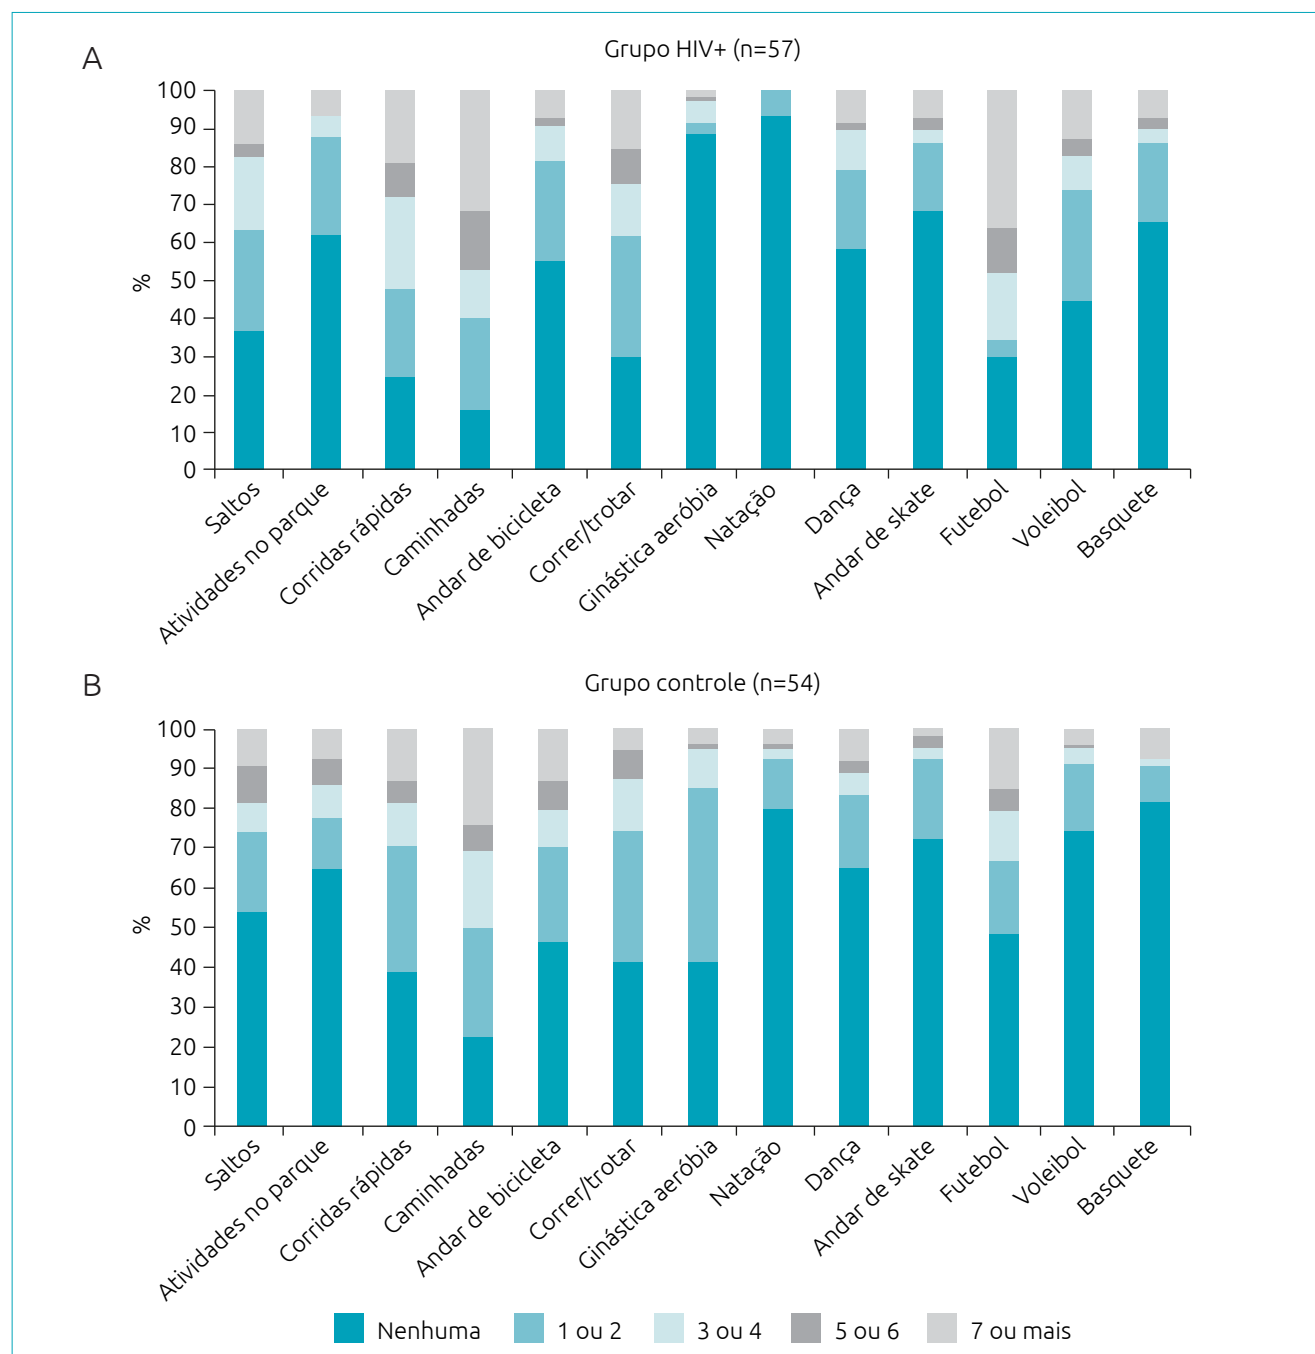 A
Grupo HIV+ (n=57)
100
90
80
70
60
50
40
30
20
10
0
%
Saltos
Atividades no parque
Corridas rápidas
Caminhadas
Andar de bicicleta
Correr/trotar
Ginástica aeróbia
Natação
Dança
Andar de skate
Futebol
Voleibol
Basquete
B
Grupo controle (n=54)
100
90
80
70
60
50
40
30
20
10
0
%
Saltos
Atividades no parque
Corridas rápidas
Caminhadas
Andar de bicicleta
Correr/trotar
Ginástica aeróbia
Natação
Dança
Andar de skate
Futebol
Voleibol
Basquete
Nenhuma 1 ou 2 3 ou 4 5 ou 6 7 ou mais